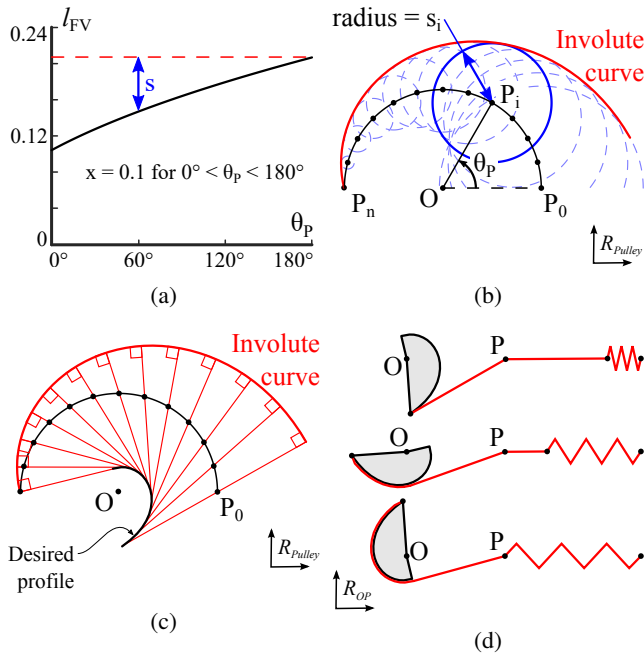 l_FV
0.24
s
0.12
x = 0.1 for 0° < θ_P < 180°
θ_P
0
0°
60°
120°
180°
(a)
radius = s_i
Involute
curve
P_i
θ_P
P_n
O
P_0
R_Pulley
(b)
Involute
curve
O
P_0
Desired
profile
R_Pulley
(c)
O
P
O
P
O
P
R_OP
(d)